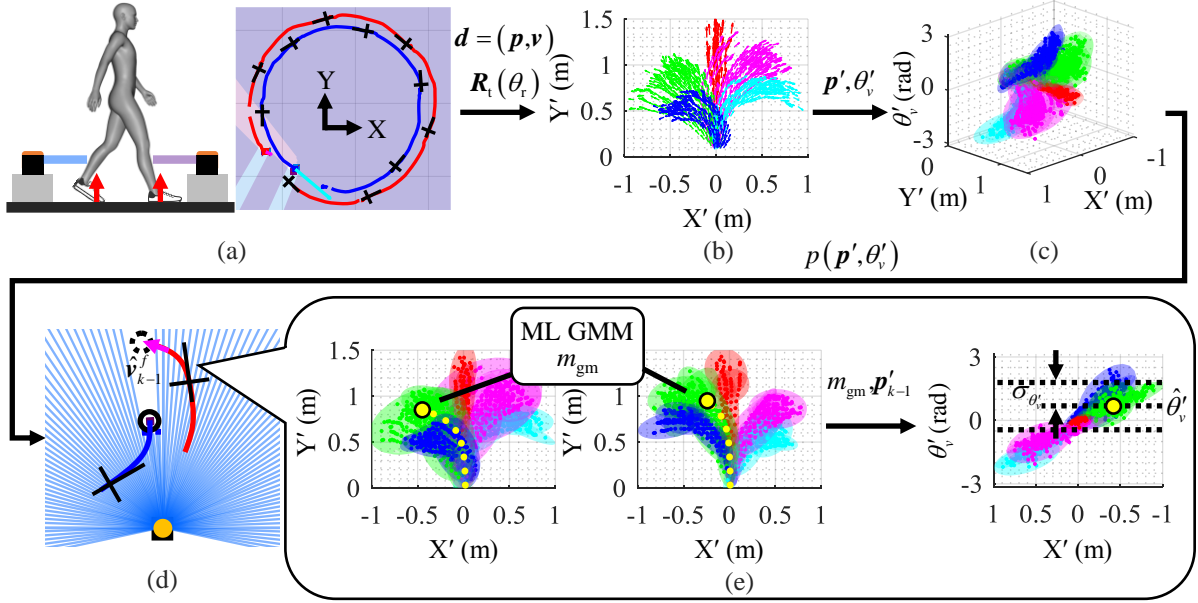 Y
X
(a)
d = (p,v)
R_t(θ_r)
1.5
1
0.5
0
Y′ (m)
-1 -0.5 0 0.5 1
X′ (m)
(b)
p′,θ′_v
3
0
-3
θ′_v (rad)
0
1
Y′ (m)
1
0
-1
X′ (m)
(c)
p(p′,θ′_v)
v̂^f_{k-1}
(d)
ML GMM
m_gm
1.5
1
0.5
0
Y′ (m)
-1 -0.5 0 0.5 1
X′ (m)
1.5
1
0.5
0
Y′ (m)
-1 -0.5 0 0.5 1
X′ (m)
m_gm,p′_{k-1}
3
0
-3
θ′_v (rad)
σ_θ′_v
θ̂′_v
1 0.5 0 -0.5 -1
X′ (m)
(e)